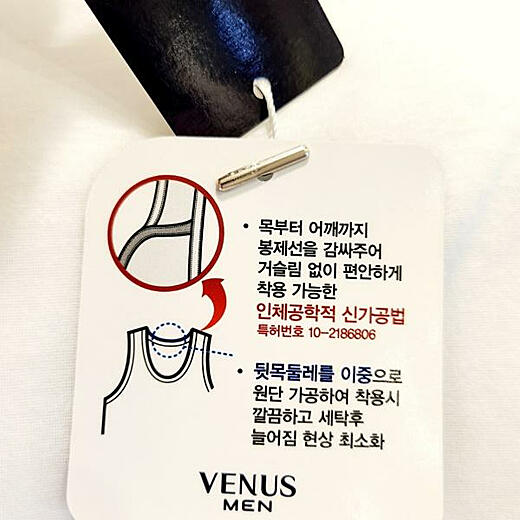 • 목부터 어깨까지
봉제선을 감싸주어
거슬림 없이 편안하게
착용 가능한
인체공학적 신가공법
특허번호 10-2186806
• 뒷목둘레를 이중으로
원단 가공하여 착용시
깔끔하고 세탁후
늘어짐 현상 최소화
VENUS
MEN